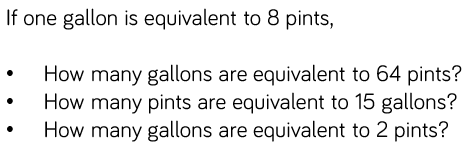 If one gallon is equivalent to 8 pints,
• How many gallons are equivalent to 64 pints?
• How many pints are equivalent to 15 gallons?
• How many gallons are equivalent to 2 pints?